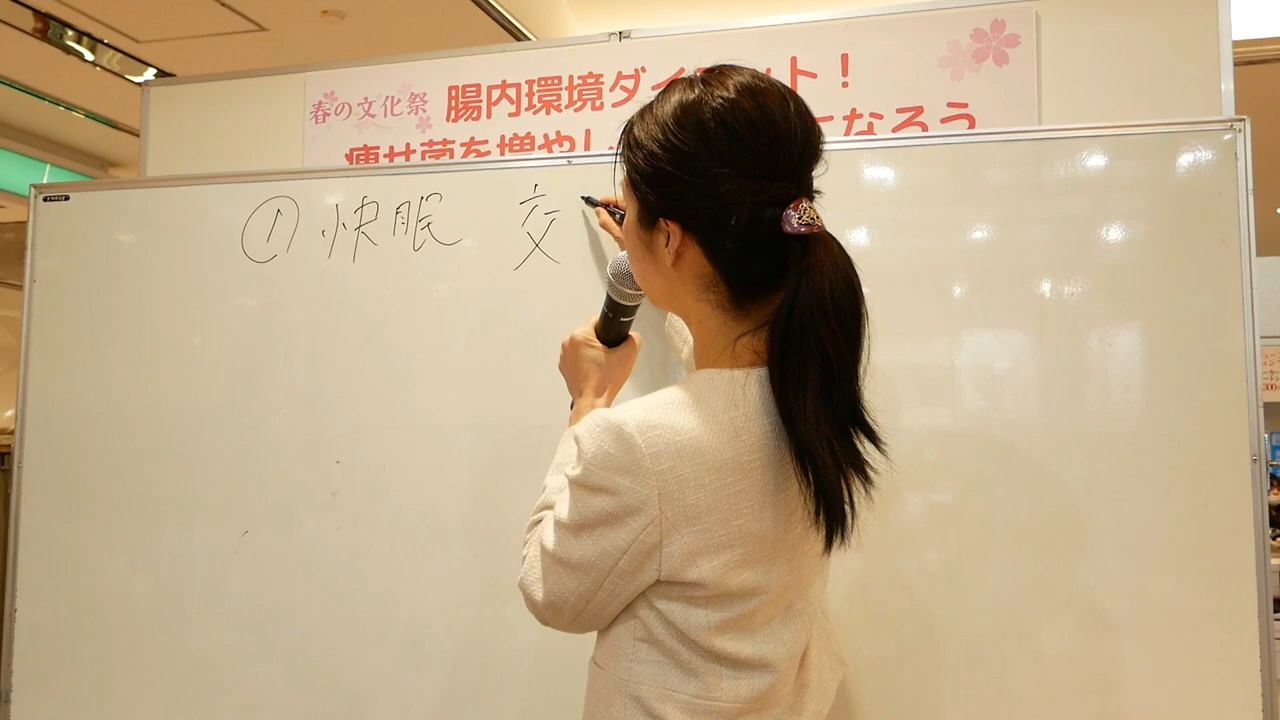 春の文化祭
腸内環境ダイ ット！
痩せ菌を増やし になろう
① 快眠 交